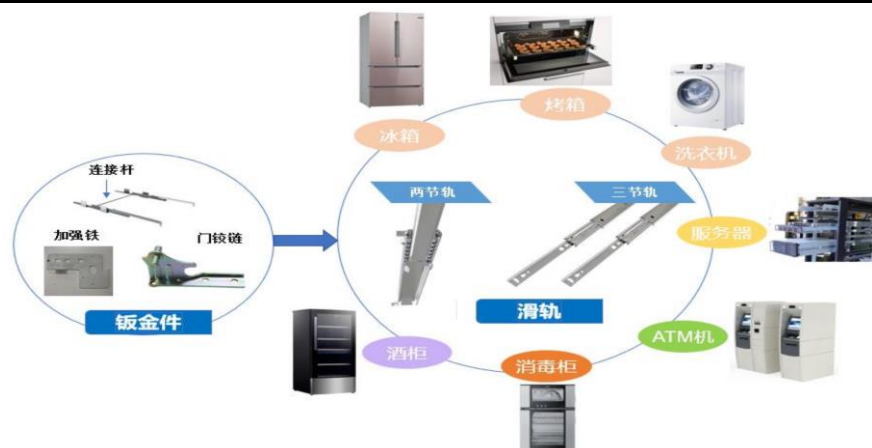 冰箱
烤箱
洗衣机
连接杆
两节轨
三节轨
加强铁
门铰链
服务器
钣金件
滑轨
ATM机
酒柜
消毒柜